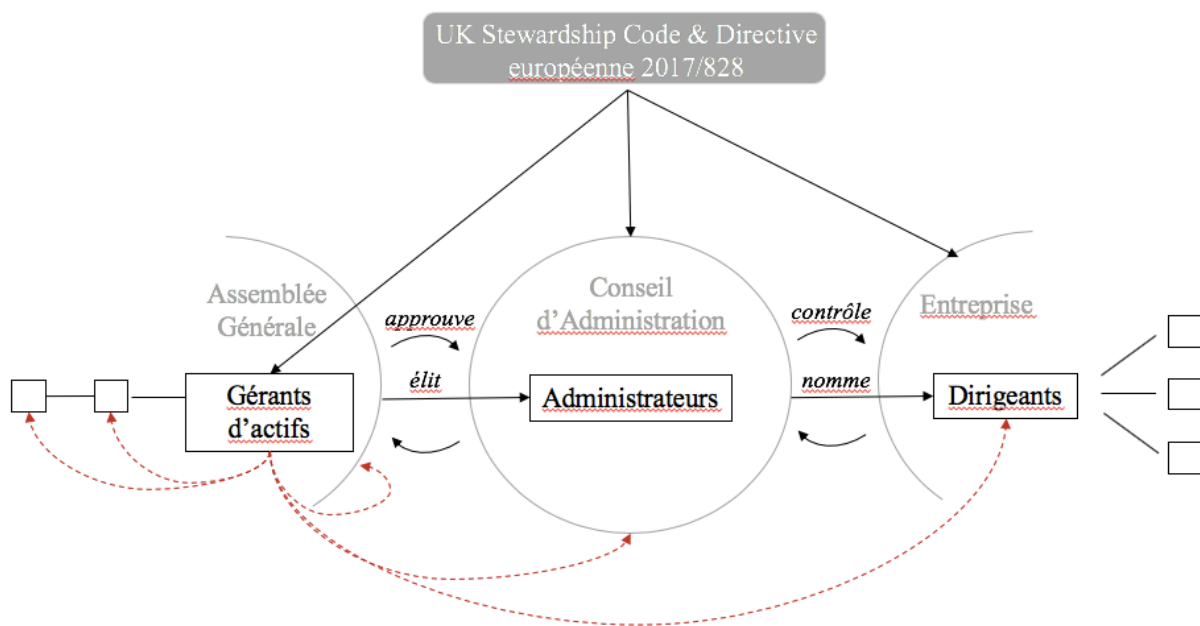 UK Stewardship Code & Directive
européenne 2017/828
Assemblée
Générale
approuve
élit
Gérants
d'actifs
Conseil
d'Administration
Administrateurs
contrôle
nomme
Entreprise
Dirigeants